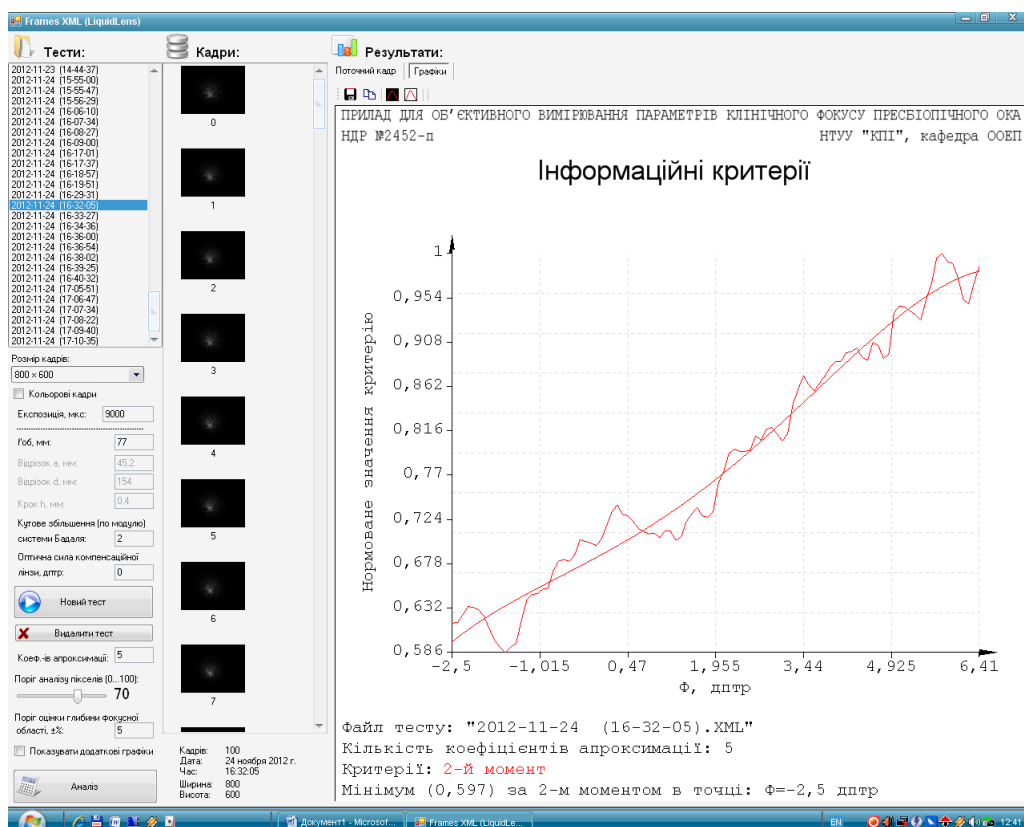 Frames XML (LiquidLens)
Тести:
2012-11-23 (14-44-37)
2012-11-24 (15-55-00)
2012-11-24 (15-55-47)
2012-11-24 (15-56-29)
2012-11-24 (16-06-10)
2012-11-24 (16-07-34)
2012-11-24 (16-08-27)
2012-11-24 (16-09-00)
2012-11-24 (16-17-01)
2012-11-24 (16-17-37)
2012-11-24 (16-18-57)
2012-11-24 (16-19-51)
2012-11-24 (16-29-31)
2012-11-24 (16-32-05)
2012-11-24 (16-33-27)
2012-11-24 (16-34-36)
2012-11-24 (16-36-00)
2012-11-24 (16-36-54)
2012-11-24 (16-38-02)
2012-11-24 (16-39-25)
2012-11-24 (16-40-32)
2012-11-24 (17-05-51)
2012-11-24 (17-06-47)
2012-11-24 (17-07-34)
2012-11-24 (17-08-22)
2012-11-24 (17-09-40)
2012-11-24 (17-10-35)
Розмір кадрів:
800 × 600
Кольорові кадри
Експозиція, мкс: 9000
f'об, мм: 77
Відрізок a, мм: 45,2
Відрізок d, мм: 154
Крок h, мм: 0,4
Кутове збільшення (по модулю)
системи Бадаля: 2
Оптична сила компенсаційної
лінзи, дптр: 0
Новий тест
Видалити тест
Коеф.-ів апроксимації: 5
Поріг аналізу пікселів (0...100):
70
Поріг оцінки глибини фокусної
області, ±%: 5
Показувати додаткові графіки
Аналіз
Кадри:
0
1
2
3
4
5
6
7
Кадрів: 100
Дата: 24 ноября 2012 г.
Час: 16:32:05
Ширина: 800
Висота: 600
Результати:
Поточний кадр Графіки
ПРИЛАД ДЛЯ ОБ'ЄКТИВНОГО ВИМІРЮВАННЯ ПАРАМЕТРІВ КЛІНІЧНОГО ФОКУСУ ПРЕСБІОПІЧНОГО ОКА
НДР №2452-п НТУУ "КПІ", кафедра ООЕП
Інформаційні критерії
Нормоване значення критерію
1
0,954
0,908
0,862
0,816
0,77
0,724
0,678
0,632
0,586
-2,5 -1,015 0,47 1,955 3,44 4,925 6,41
Ф, дптр
Файл тесту: "2012-11-24 (16-32-05).XML"
Кількість коефіцієнтів апроксимації: 5
Критерії: 2-й момент
Мінімум (0,597) за 2-м моментом в точці: Ф=-2,5 дптр
Документ1 - Microsof...
Frames XML (LiquidLe...
EN
12:41